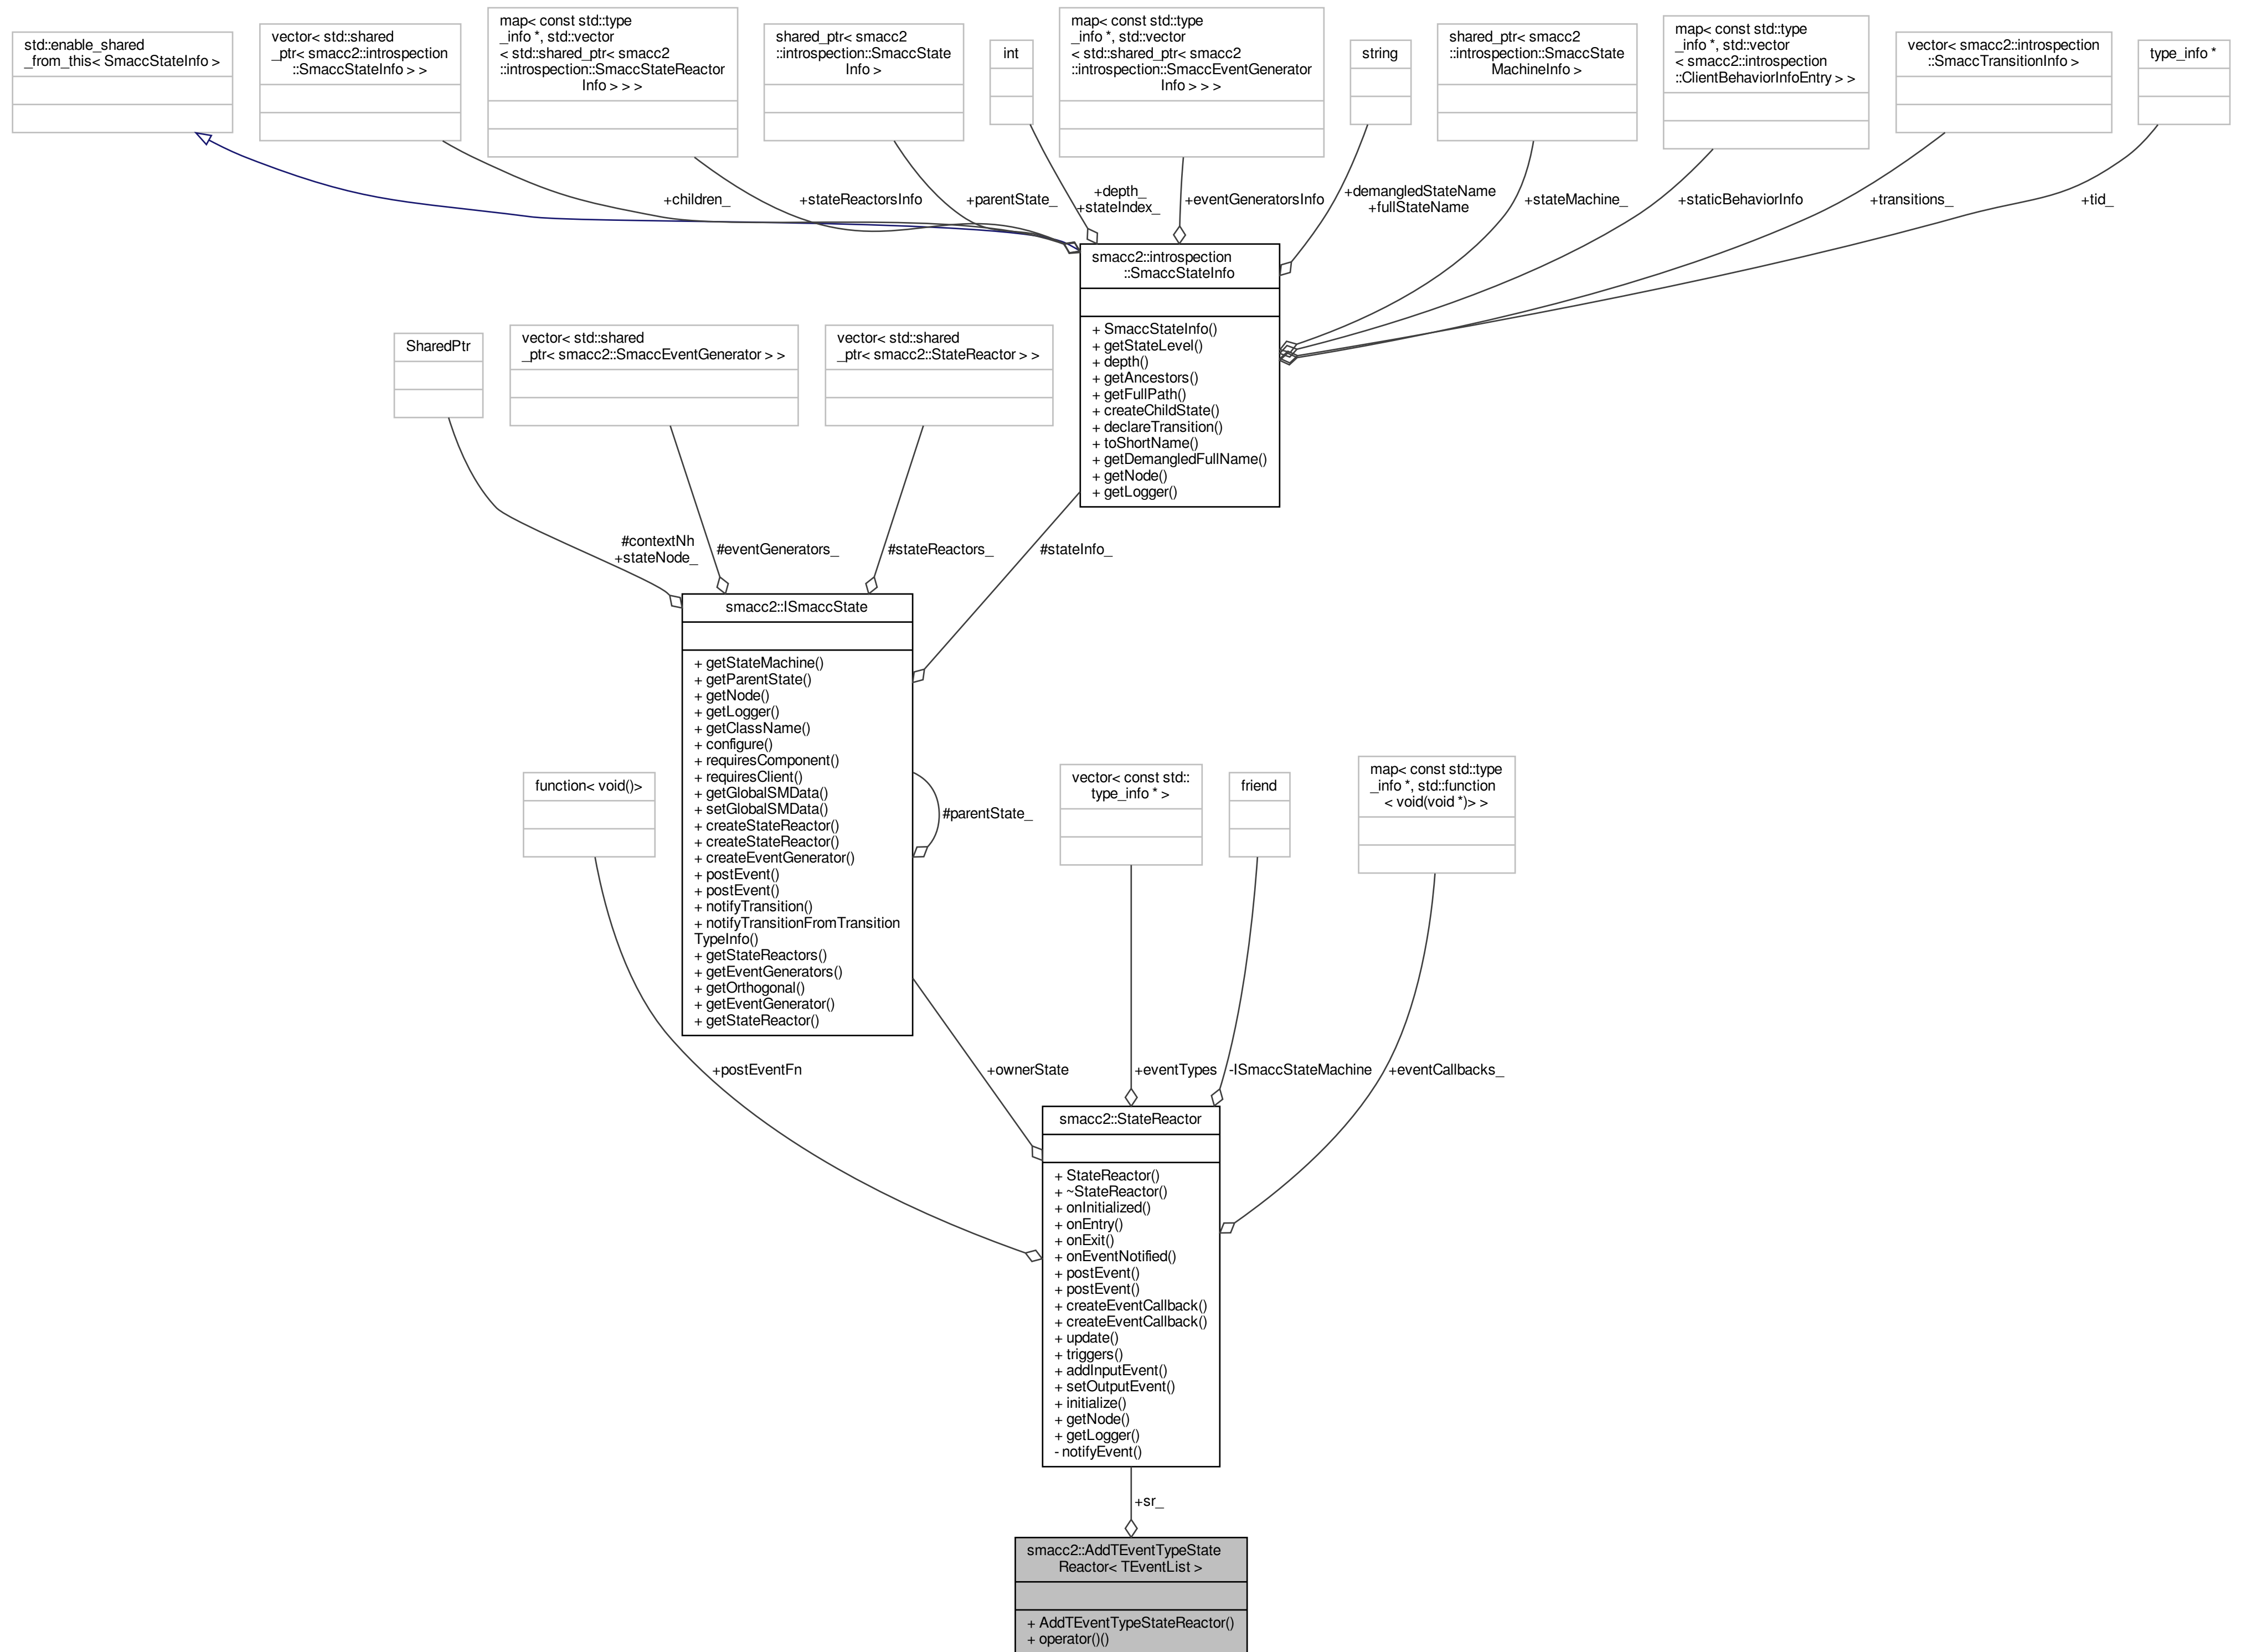 std::enable_shared
_from_this< SmaccStateInfo >
vector< std::shared
_ptr< smacc2::introspection
::SmaccStateInfo > >
map< const std::type
_info *, std::vector
< std::shared_ptr< smacc2
::introspection::SmaccStateReactor
Info > > >
shared_ptr< smacc2
::introspection::SmaccState
Info >
int
map< const std::type
_info *, std::vector
< std::shared_ptr< smacc2
::introspection::SmaccEventGenerator
Info > > >
string
shared_ptr< smacc2
::introspection::SmaccState
MachineInfo >
map< const std::type
_info *, std::vector
< smacc2::introspection
::ClientBehaviorInfoEntry > >
vector< smacc2::introspection
::SmaccTransitionInfo >
type_info *
+children_
+stateReactorsInfo
+parentState_
+depth_
+stateIndex_
+eventGeneratorsInfo
+demangledStateName
+fullStateName
+stateMachine_
+staticBehaviorInfo
+transitions_
+tid_
smacc2::introspection
::SmaccStateInfo
+ SmaccStateInfo()
+ getStateLevel()
+ depth()
+ getAncestors()
+ getFullPath()
+ createChildState()
+ declareTransition()
+ toShortName()
+ getDemangledFullName()
+ getNode()
+ getLogger()
SharedPtr
vector< std::shared
_ptr< smacc2::SmaccEventGenerator > >
vector< std::shared
_ptr< smacc2::StateReactor > >
#contextNh
+stateNode_
#eventGenerators_
#stateReactors_
#stateInfo_
smacc2::ISmaccState
+ getStateMachine()
+ getParentState()
+ getNode()
+ getLogger()
+ getClassName()
+ configure()
+ requiresComponent()
+ requiresClient()
+ getGlobalSMData()
+ setGlobalSMData()
+ createStateReactor()
+ createStateReactor()
+ createEventGenerator()
+ postEvent()
+ postEvent()
+ notifyTransition()
+ notifyTransitionFromTransition
TypeInfo()
+ getStateReactors()
+ getEventGenerators()
+ getOrthogonal()
+ getEventGenerator()
+ getStateReactor()
#parentState_
function< void()>
vector< const std::
type_info * >
friend
map< const std::type
_info *, std::function
< void(void *)> >
+postEventFn
+ownerState
+eventTypes
-ISmaccStateMachine
+eventCallbacks_
smacc2::StateReactor
+ StateReactor()
+ ~StateReactor()
+ onInitialized()
+ onEntry()
+ onExit()
+ onEventNotified()
+ postEvent()
+ postEvent()
+ createEventCallback()
+ createEventCallback()
+ update()
+ triggers()
+ addInputEvent()
+ setOutputEvent()
+ initialize()
+ getNode()
+ getLogger()
- notifyEvent()
+sr_
smacc2::AddTEventTypeState
Reactor< TEventList >
+ AddTEventTypeStateReactor()
+ operator()()